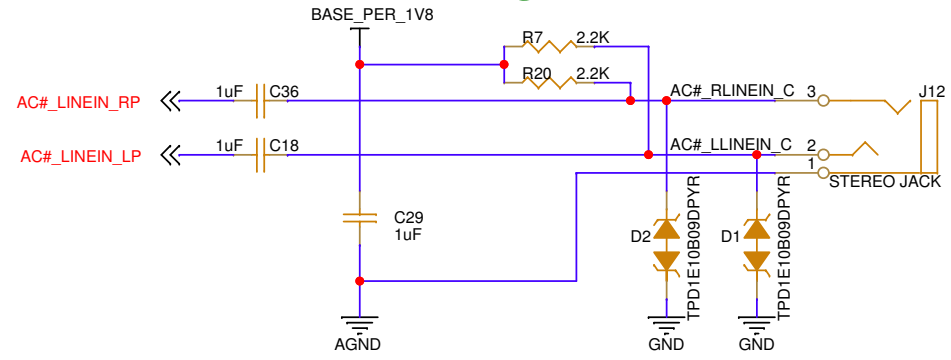 BASE_PER_1V8
R7 2.2K
R20 2.2K
AC#_LINEIN_RP 1uF C36 AC#_RLINEIN_C 3 J12
AC#_LINEIN_LP 1uF C18 AC#_LLINEIN_C 2
1
STEREO JACK
C29
1uF
D2 TPD1E10B09DPYR D1 TPD1E10B09DPYR
AGND GND GND